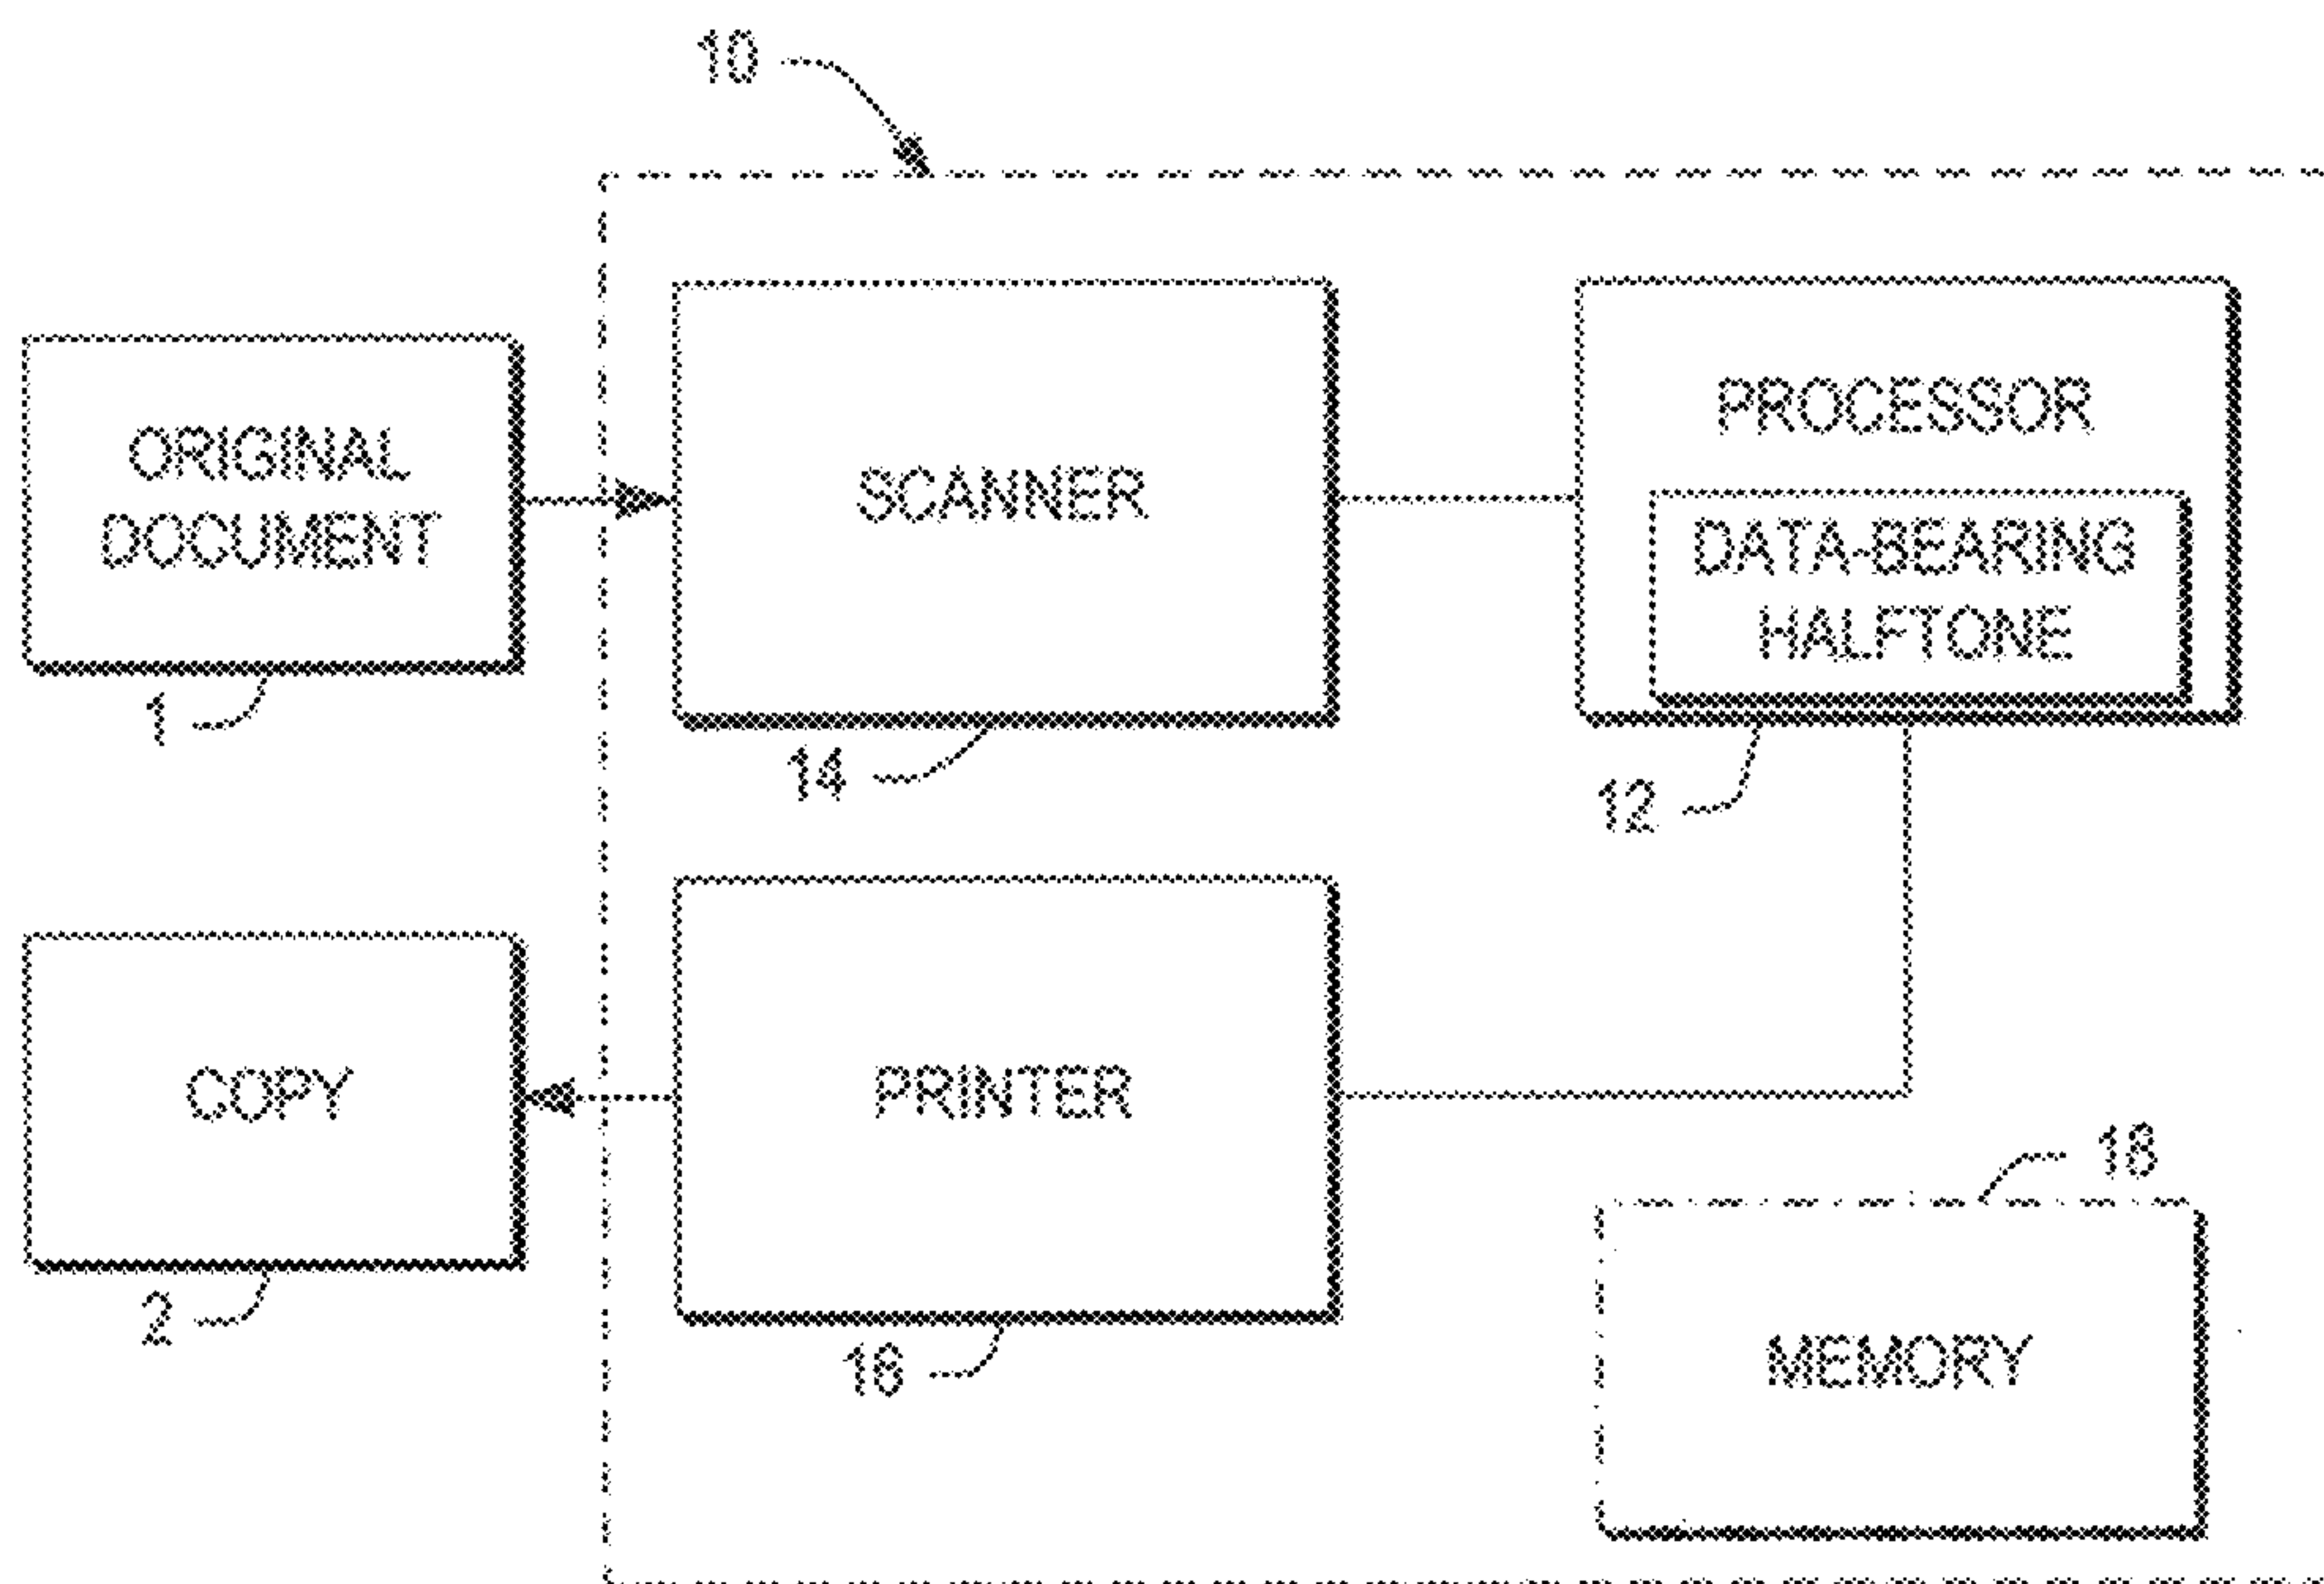 10
ORIGINAL
DOCUMENT
1
SCANNER
14
PROCESSOR
DATA-BEARING
HALFTONE
12
COPY
2
PRINTER
16
18
MEMORY